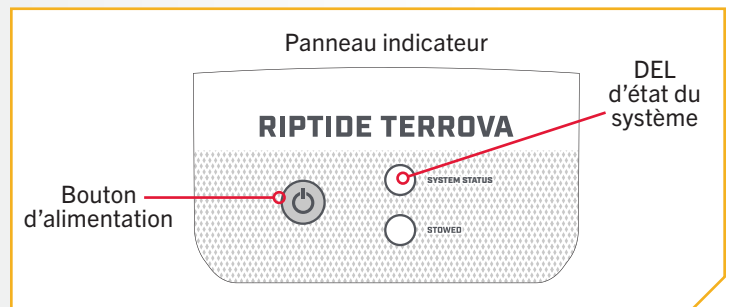 Panneau indicateur
DEL
d'état du
système
RIPTIDE TERROVA
SYSTEM STATUS
Bouton
d'alimentation
STOWED